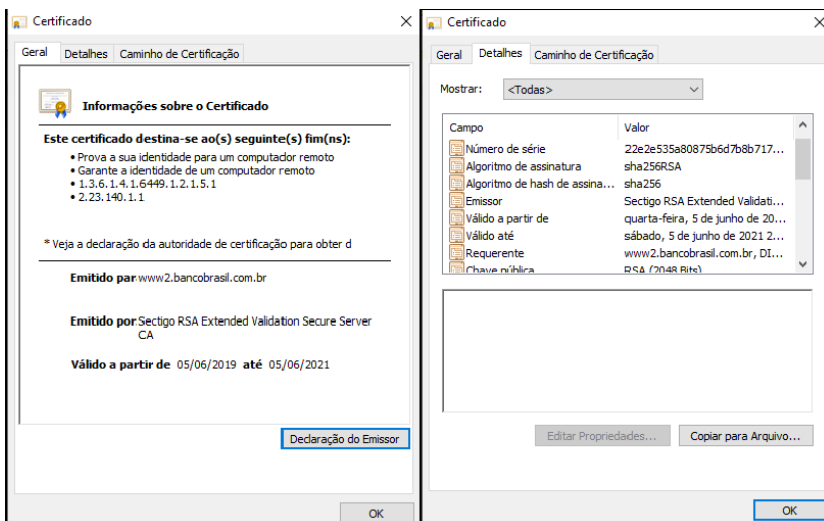 Certificado
Geral Detalhes Caminho de Certificação
Informações sobre o Certificado
Este certificado destina-se ao(s) seguinte(s) fim(ns):
• Prova a sua identidade para um computador remoto
• Garante a identidade de um computador remoto
• 1.3.6.1.4.1.6449.1.2.1.5.1
• 2.23.140.1.1
* Veja a declaração da autoridade de certificação para obter d
Emitido par www2.bancobrasil.com.br
Emitido por: Sectigo RSA Extended Validation Secure Server
CA
Válido a partir de 05/06/2019 até 05/06/2021
Declaração do Emissor
OK
Certificado
Geral Detalhes Caminho de Certificação
Mostrar: <Todas>
Campo Valor
Número de série 22e2e535a80875b6d7b8b717...
Algoritmo de assinatura sha256RSA
Algoritmo de hash de assina... sha256
Emissor Sectigo RSA Extended Validati...
Válido a partir de quarta-feira, 5 de junho de 20...
Válido até sábado, 5 de junho de 2021 2...
Requerente www2.bancobrasil.com.br, DI...
Chave pública RSA (2048 Bits)
Editar Propriedades... Copiar para Arquivo...
OK